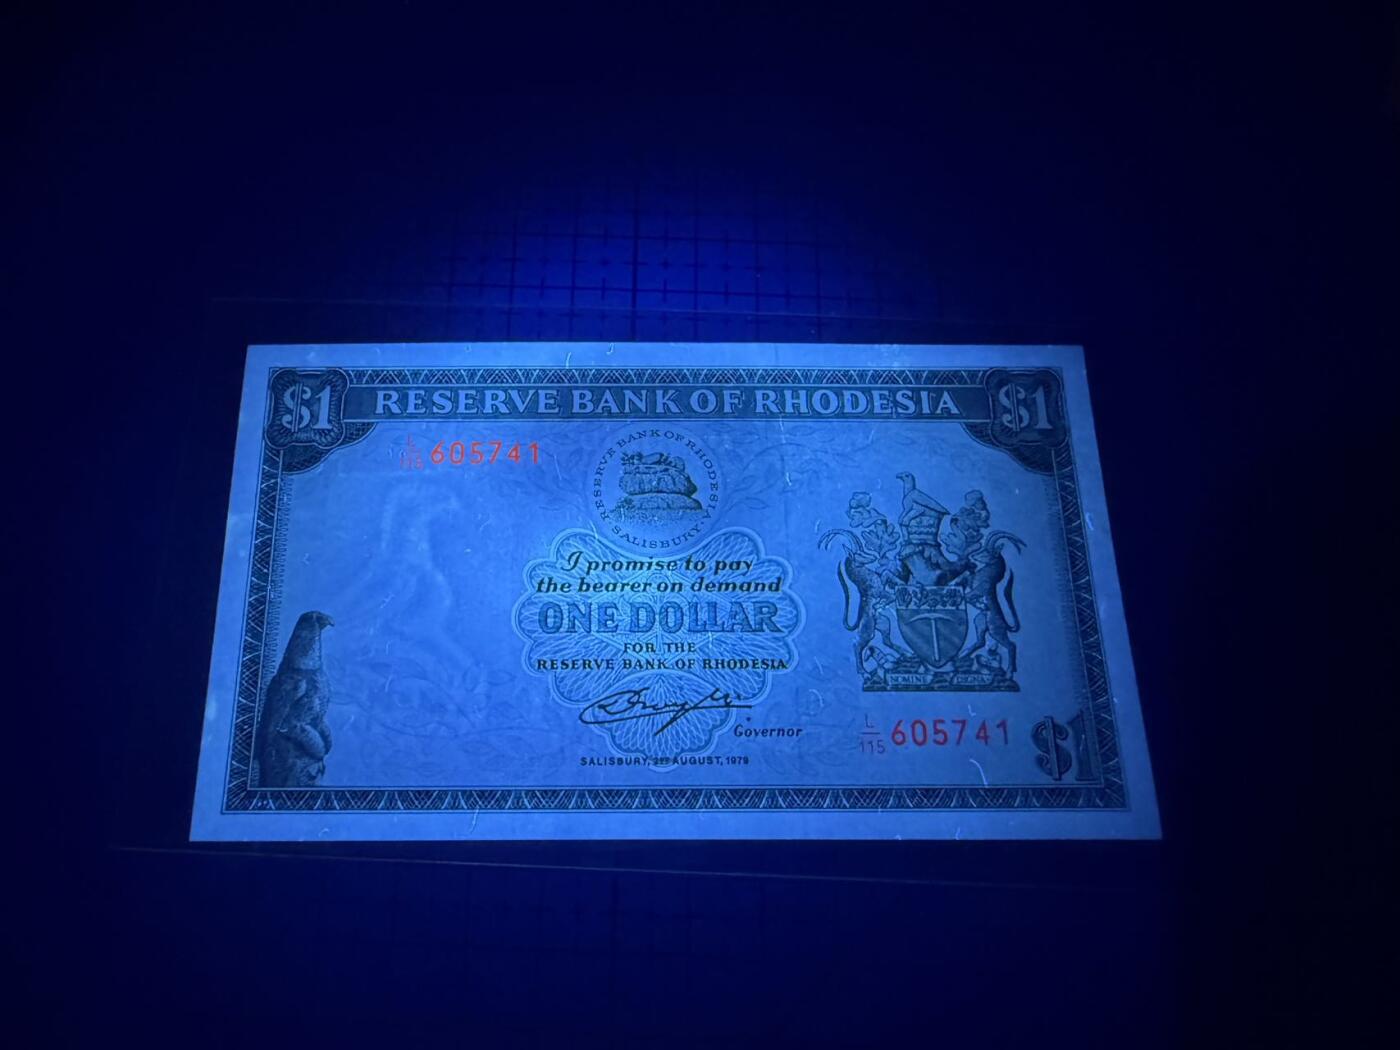 $1 RESERVE BANK OF RHODESIA $1
L/115 605741
RESERVE BANK OF RHODESIA
SALISBURY
I promise to pay
the bearer on demand
ONE DOLLAR
FOR THE
RESERVE BANK OF RHODESIA
NOMINE DIGNA
Governor
L/115 605741
$1
SALISBURY, AUGUST, 1979